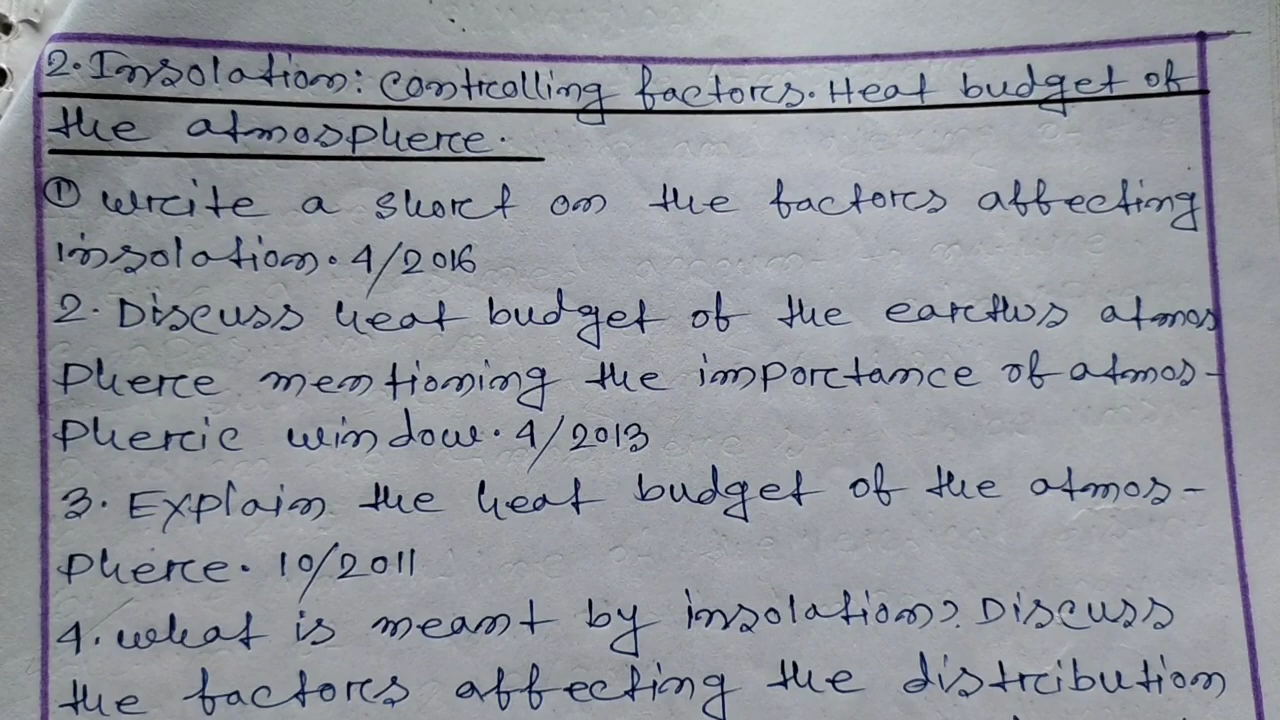 2. Insolation: Controlling factors. Heat budget of
the atmosphere.
① Write a short on the factors affecting
insolation. 4/2016
2. Discuss heat budget of the earths atmos
phere mentioning the importance of atmos-
pheric window. 4/2013
3. Explain the heat budget of the atmos-
phere. 10/2011
4. What is meant by insolation? Discuss
the factors affecting the distribution